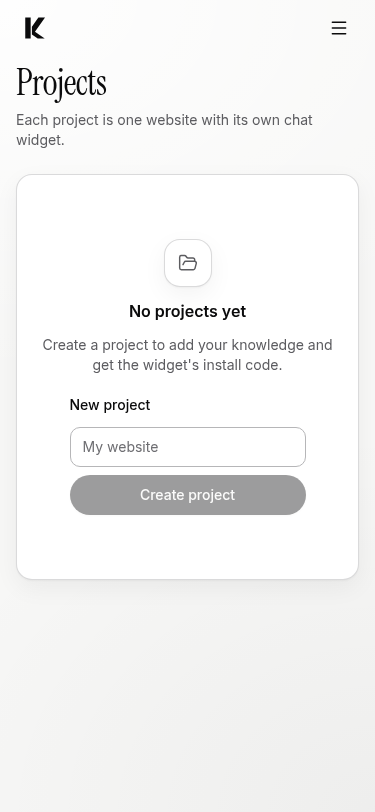 K
Projects
Each project is one website with its own chat
widget.
No projects yet
Create a project to add your knowledge and
get the widget's install code.
New project
My website
Create project